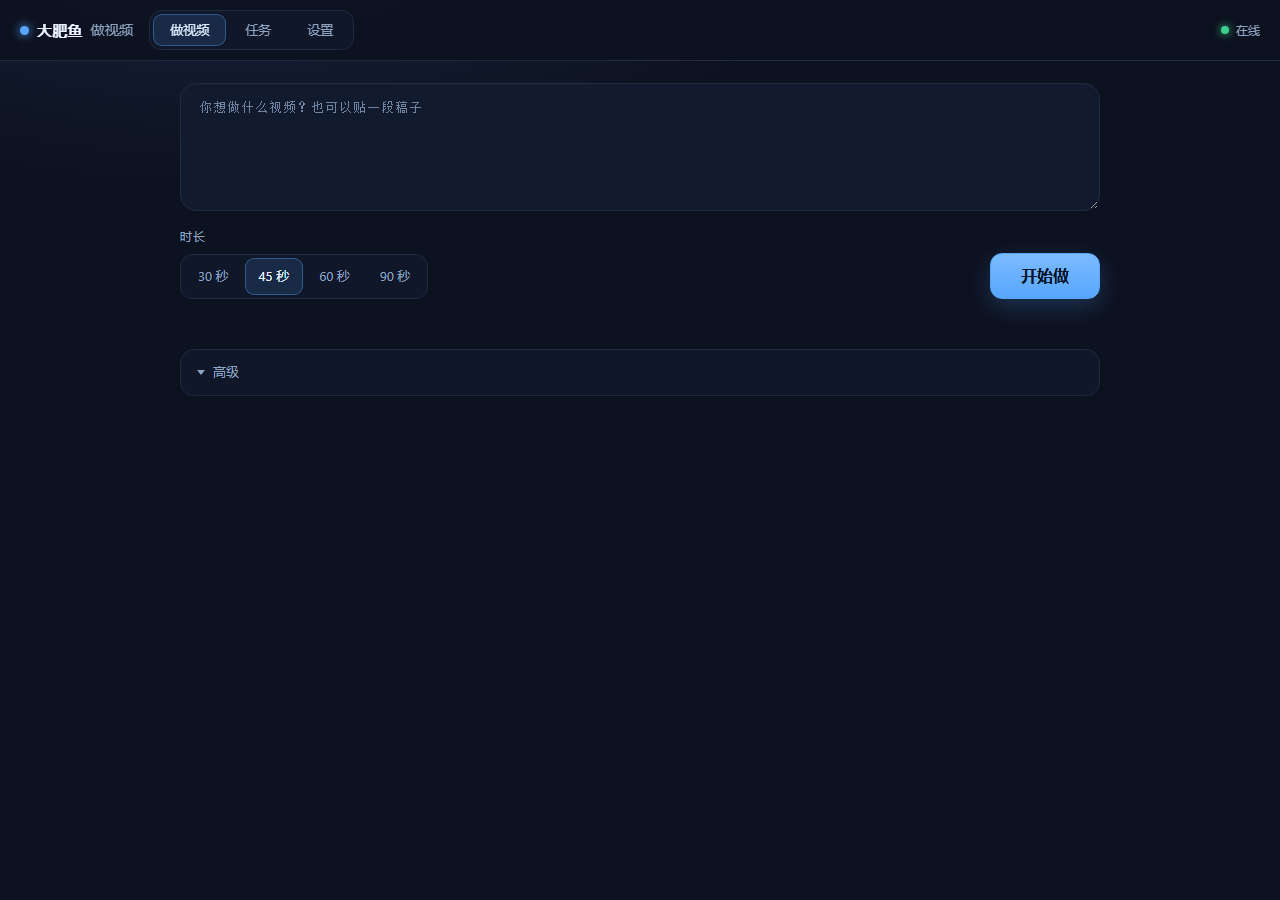 大肥鱼 做视频 做视频 任务 设置 在线
你想做什么视频？也可以贴一段稿子
时长
30 秒 45 秒 60 秒 90 秒 开始做
高级